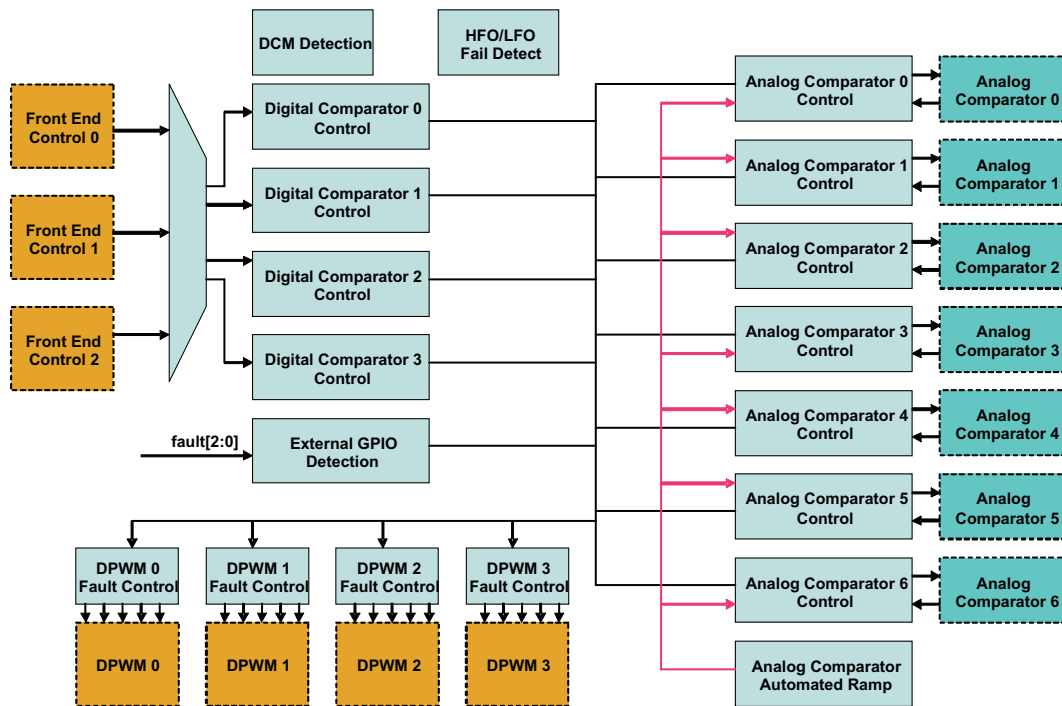 DCM Detection
HFO/LFO
Fail Detect
Front End
Control 0
Front End
Control 1
Front End
Control 2
Digital Comparator 0
Control
Digital Comparator 1
Control
Digital Comparator 2
Control
Digital Comparator 3
Control
fault[2:0]
External GPIO
Detection
Analog Comparator 0
Control
Analog
Comparator 0
Analog Comparator 1
Control
Analog
Comparator 1
Analog Comparator 2
Control
Analog
Comparator 2
Analog Comparator 3
Control
Analog
Comparator 3
Analog Comparator 4
Control
Analog
Comparator 4
Analog Comparator 5
Control
Analog
Comparator 5
Analog Comparator 6
Control
Analog
Comparator 6
Analog Comparator
Automated Ramp
DPWM 0
Fault Control
DPWM 1
Fault Control
DPWM 2
Fault Control
DPWM 3
Fault Control
DPWM 0
DPWM 1
DPWM 2
DPWM 3